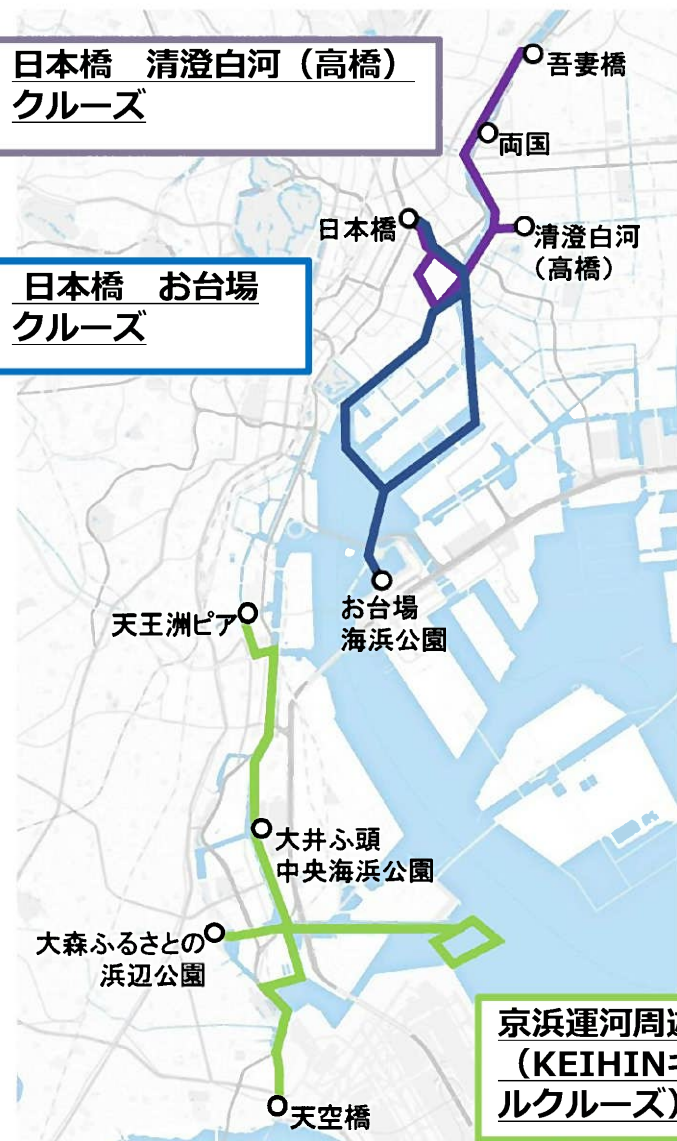 日本橋　清澄白河（高橋）
クルーズ
吾妻橋
両国
日本橋
清澄白河
（高橋）
日本橋　お台場
クルーズ
お台場
海浜公園
天王洲ピア
大井ふ頭
中央海浜公園
大森ふるさとの
浜辺公園
京浜運河周
（KEIHIN
ルクルーズ）
天空橋